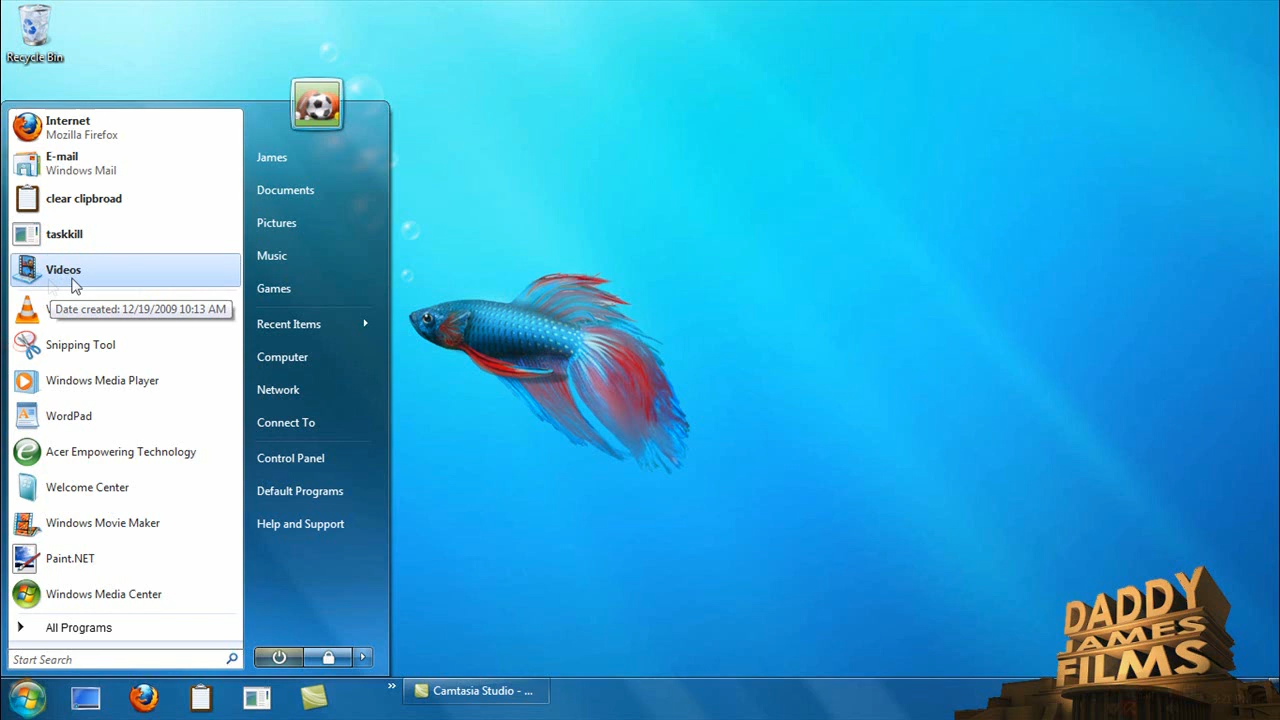 Recycle Bin
Internet
Mozilla Firefox
E-mail
Windows Mail
clear clipbroad
taskkill
Videos
V
Date created: 12/19/2009 10:13 AM
Snipping Tool
Windows Media Player
WordPad
Acer Empowering Technology
Welcome Center
Windows Movie Maker
Paint.NET
Windows Media Center
All Programs
Start Search
James
Documents
Pictures
Music
Games
Recent Items
Computer
Network
Connect To
Control Panel
Default Programs
Help and Support
Camtasia Studio - ...
DADDY
JAMES
FILMS